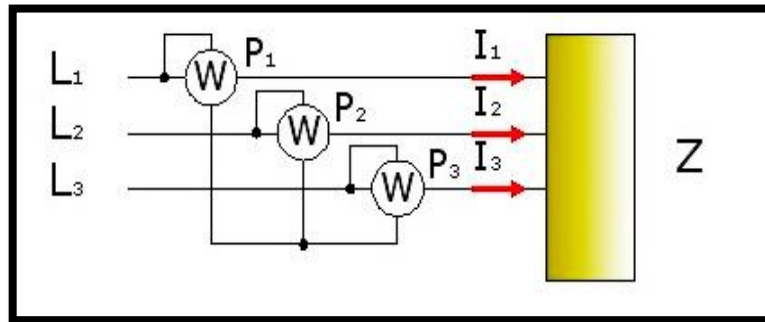 L₁ W P₁ I₁
L₂ W P₂ I₂
L₃ W P₃ I₃
Z